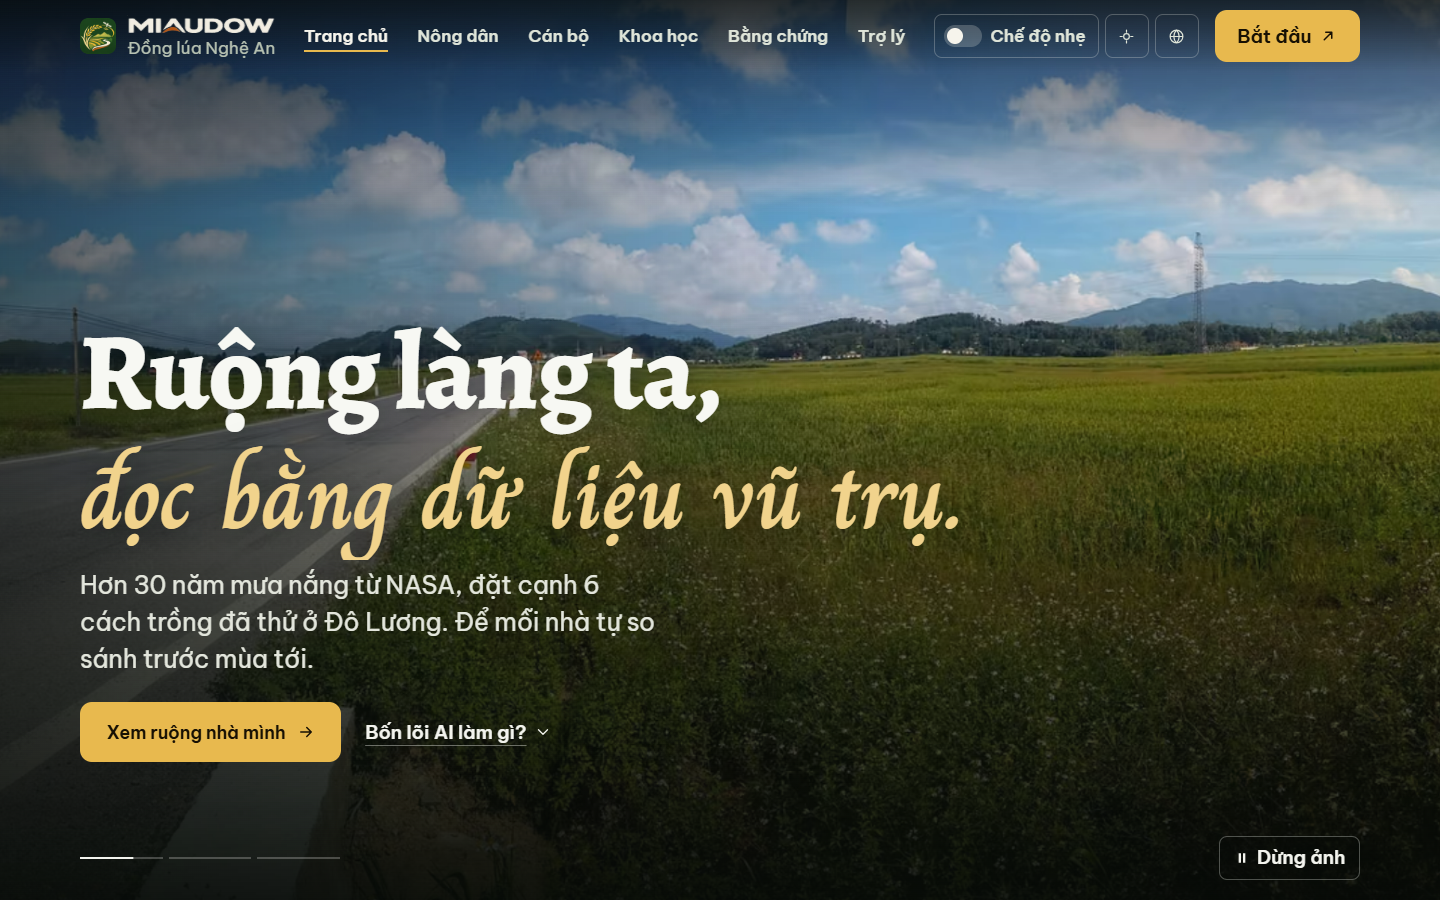 MIAUDOW
Đồng lúa Nghệ An
Trang chủ
Nông dân
Cán bộ
Khoa học
Bằng chứng
Trợ lý
Chế độ nhẹ
Bắt đầu
Ruộng làng ta,
đọc bằng dữ liệu vũ trụ.
Hơn 30 năm mưa nắng từ NASA, đặt cạnh 6
cách trồng đã thử ở Đô Lương. Để mỗi nhà tự so
sánh trước mùa tới.
Xem ruộng nhà mình
Bốn lõi AI làm gì?
Dừng ảnh